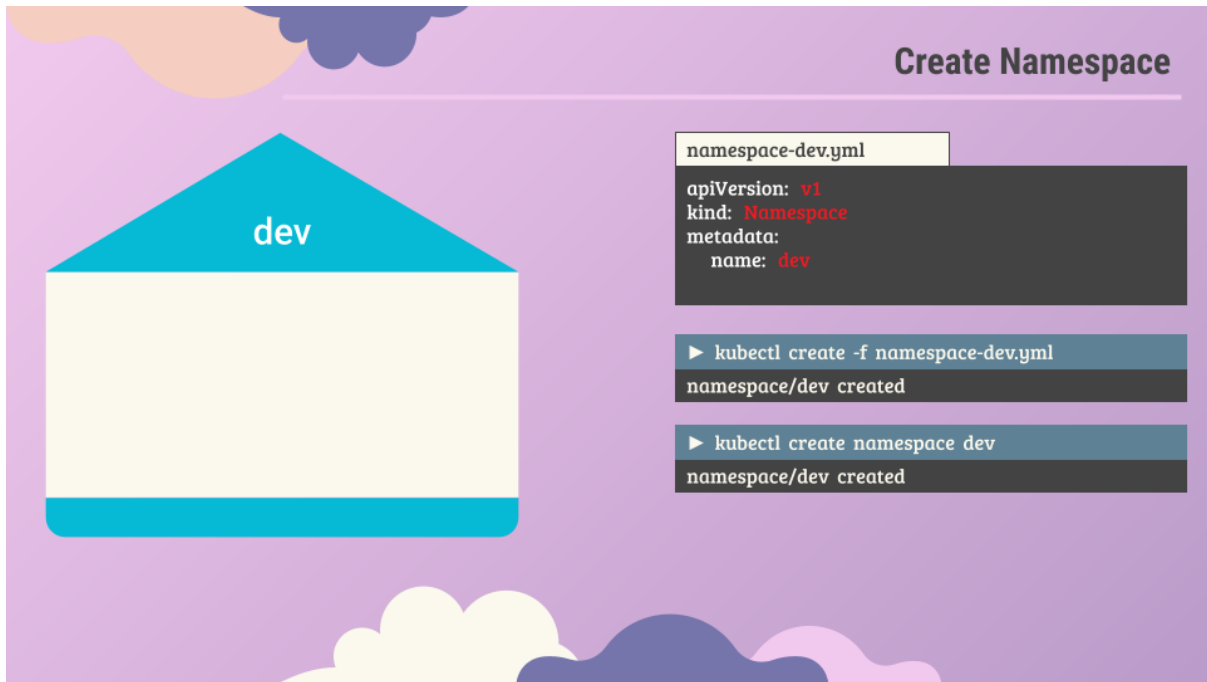 Create Namespace
dev
namespace-dev.yml
apiVersion: v1
kind: Namespace
metadata:
name: dev
► kubectl create -f namespace-dev.yml
namespace/dev created
► kubectl create namespace dev
namespace/dev created